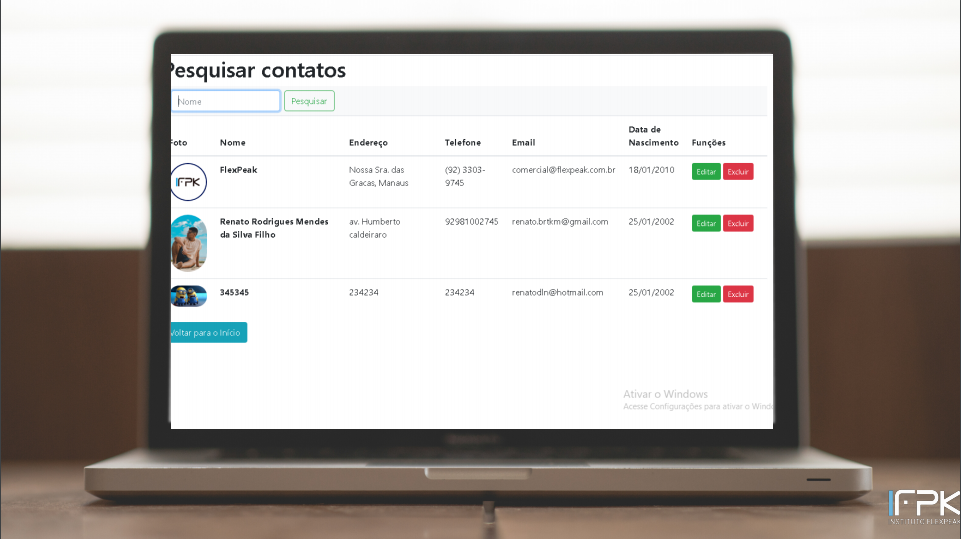 Pesquisar contatos
Nome
Pesquisar
Foto Nome Endereço Telefone Email Data de Nascimento Funções
FPK
FlexPeak
Nossa Sra. das
Gracas, Manaus
(92) 3303-
9745
comercial@flexpeak.com.br
18/01/2010
Editar Excluir
Renato Rodrigues Mendes
da Silva Filho
av. Humberto
caldeiraro
92981002745
renato.brtkm@gmail.com
25/01/2002
Editar Excluir
345345
234234
234234
renatodln@hotmail.com
25/01/2002
Editar Excluir
Voltar para o Início
Ativar o Windows
Acesse Configurações para ativar o Windo
IFPK
INSTITUTO FLEXPEAK